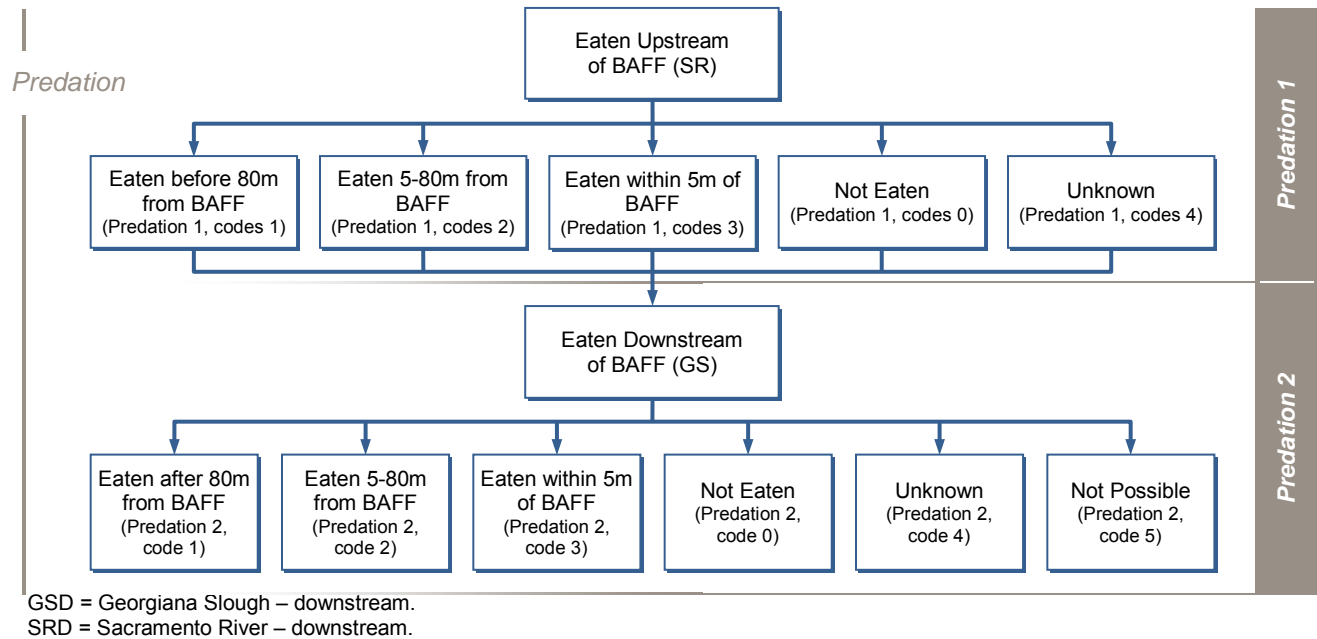 Predation
Eaten Upstream
of BAFF (SR)
Predation 1
Eaten before 80m
from BAFF
(Predation 1, codes 1)
Eaten 5-80m from
BAFF
(Predation 1, codes 2)
Eaten within 5m of
BAFF
(Predation 1, codes 3)
Not Eaten
(Predation 1, codes 0)
Unknown
(Predation 1, codes 4)
Eaten Downstream
of BAFF (GS)
Predation 2
Eaten after 80m
from BAFF
(Predation 2,
code 1)
Eaten 5-80m
from BAFF
(Predation 2,
code 2)
Eaten within 5m
of BAFF
(Predation 2,
code 3)
Not Eaten
(Predation 2,
code 0)
Unknown
(Predation 2,
code 4)
Not Possible
(Predation 2,
code 5)
GSD = Georgiana Slough – downstream.
SRD = Sacramento River – downstream.